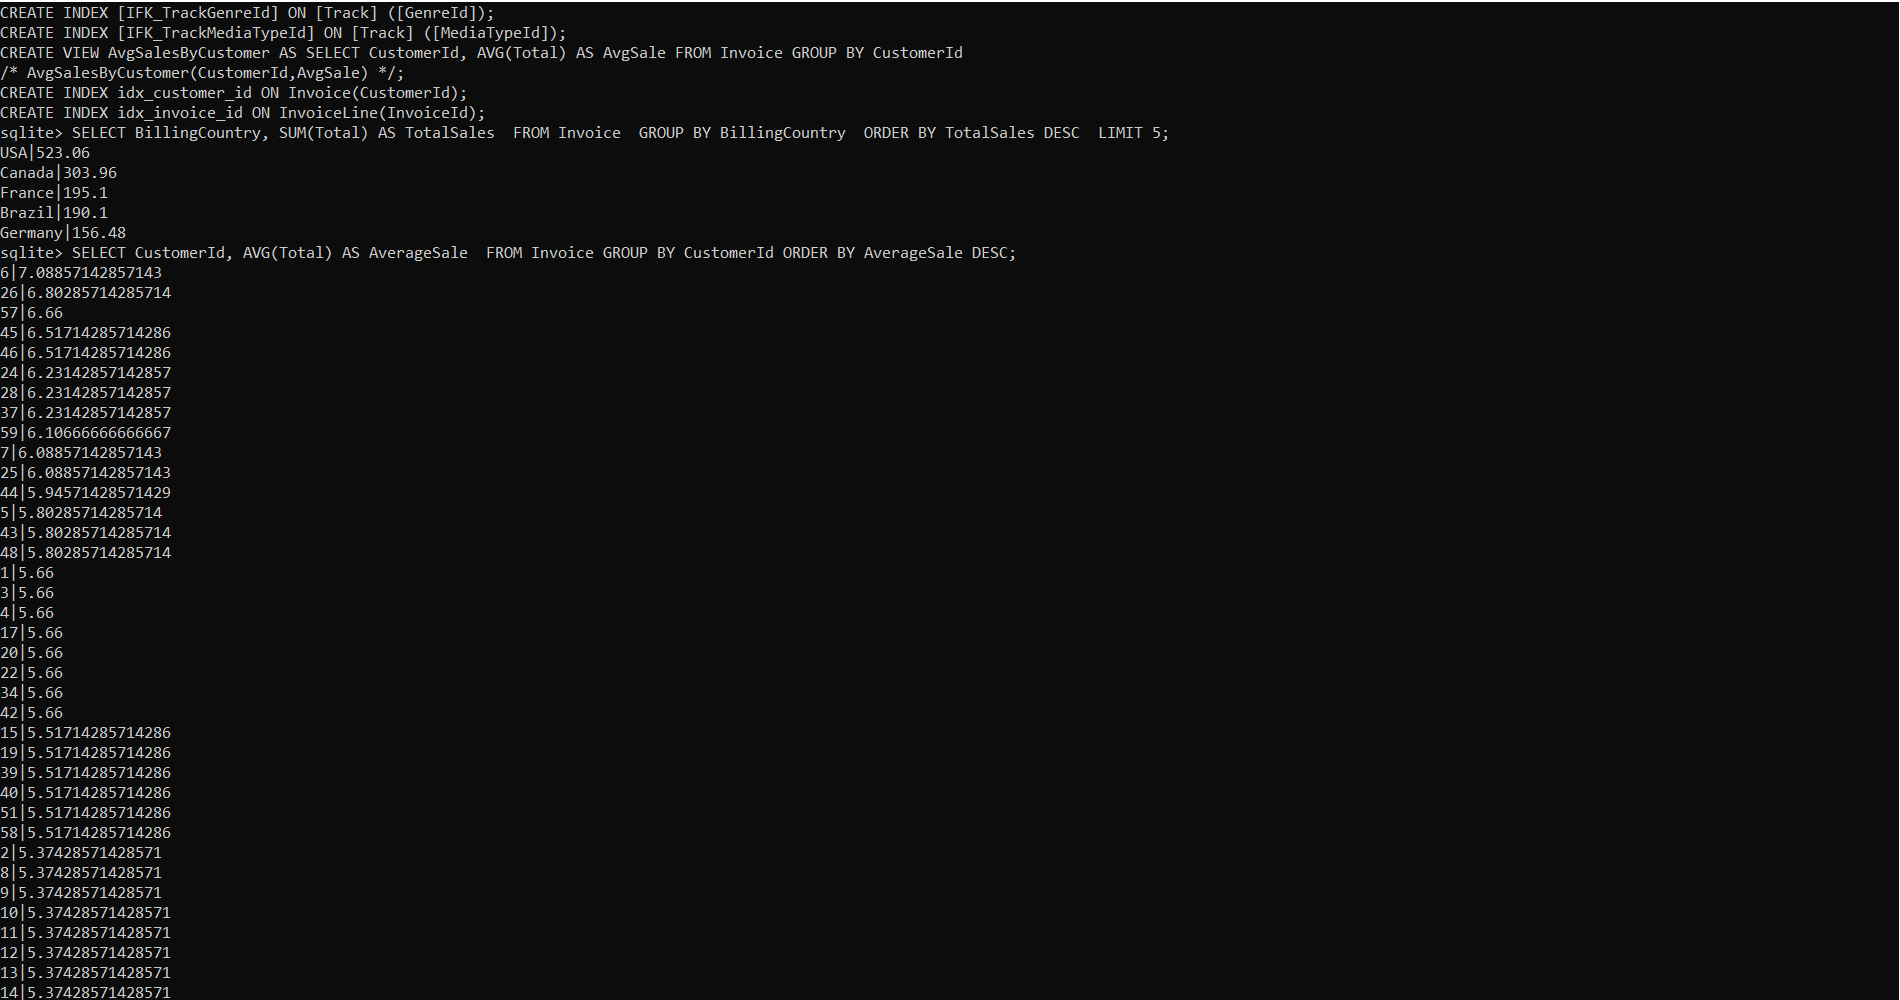 CREATE INDEX [IFK_TrackGenreId] ON [Track] ([GenreId]);
CREATE INDEX [IFK_TrackMediaTypeId] ON [Track] ([MediaTypeId]);
CREATE VIEW AvgSalesByCustomer AS SELECT CustomerId, AVG(Total) AS AvgSale FROM Invoice GROUP BY CustomerId
/* AvgSalesByCustomer(CustomerId,AvgSale) */;
CREATE INDEX idx_customer_id ON Invoice(CustomerId);
CREATE INDEX idx_invoice_id ON InvoiceLine(InvoiceId);
sqlite> SELECT BillingCountry, SUM(Total) AS TotalSales  FROM Invoice  GROUP BY BillingCountry  ORDER BY TotalSales DESC  LIMIT 5;
USA|523.06
Canada|303.96
France|195.1
Brazil|190.1
Germany|156.48
sqlite> SELECT CustomerId, AVG(Total) AS AverageSale  FROM Invoice GROUP BY CustomerId ORDER BY AverageSale DESC;
6|7.08857142857143
26|6.80285714285714
57|6.66
45|6.51714285714286
46|6.51714285714286
24|6.23142857142857
28|6.23142857142857
37|6.23142857142857
59|6.10666666666667
7|6.08857142857143
25|6.08857142857143
44|5.94571428571429
5|5.80285714285714
43|5.80285714285714
48|5.80285714285714
1|5.66
3|5.66
4|5.66
17|5.66
20|5.66
22|5.66
34|5.66
42|5.66
15|5.51714285714286
19|5.51714285714286
39|5.51714285714286
40|5.51714285714286
51|5.51714285714286
58|5.51714285714286
2|5.37428571428571
8|5.37428571428571
9|5.37428571428571
10|5.37428571428571
11|5.37428571428571
12|5.37428571428571
13|5.37428571428571
14|5.37428571428571